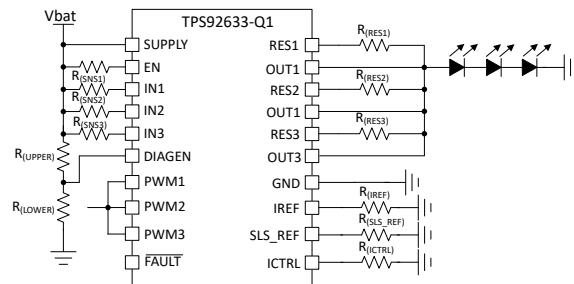 Vbat
TPS92633-Q1
SUPPLY
EN
R(SNS1)
IN1
R(SNS2)
IN2
R(SNS3)
IN3
R(UPPER)
DIAGEN
PWM1
R(LOWER)
PWM2
PWM3
FAULT
RES1
R(RES1)
OUT1
RES2
R(RES2)
OUT1
RES3
R(RES3)
OUT3
GND
IREF
R(IREF)
SLS_REF
R(SLS_REF)
ICTRL
R(ICTRL)